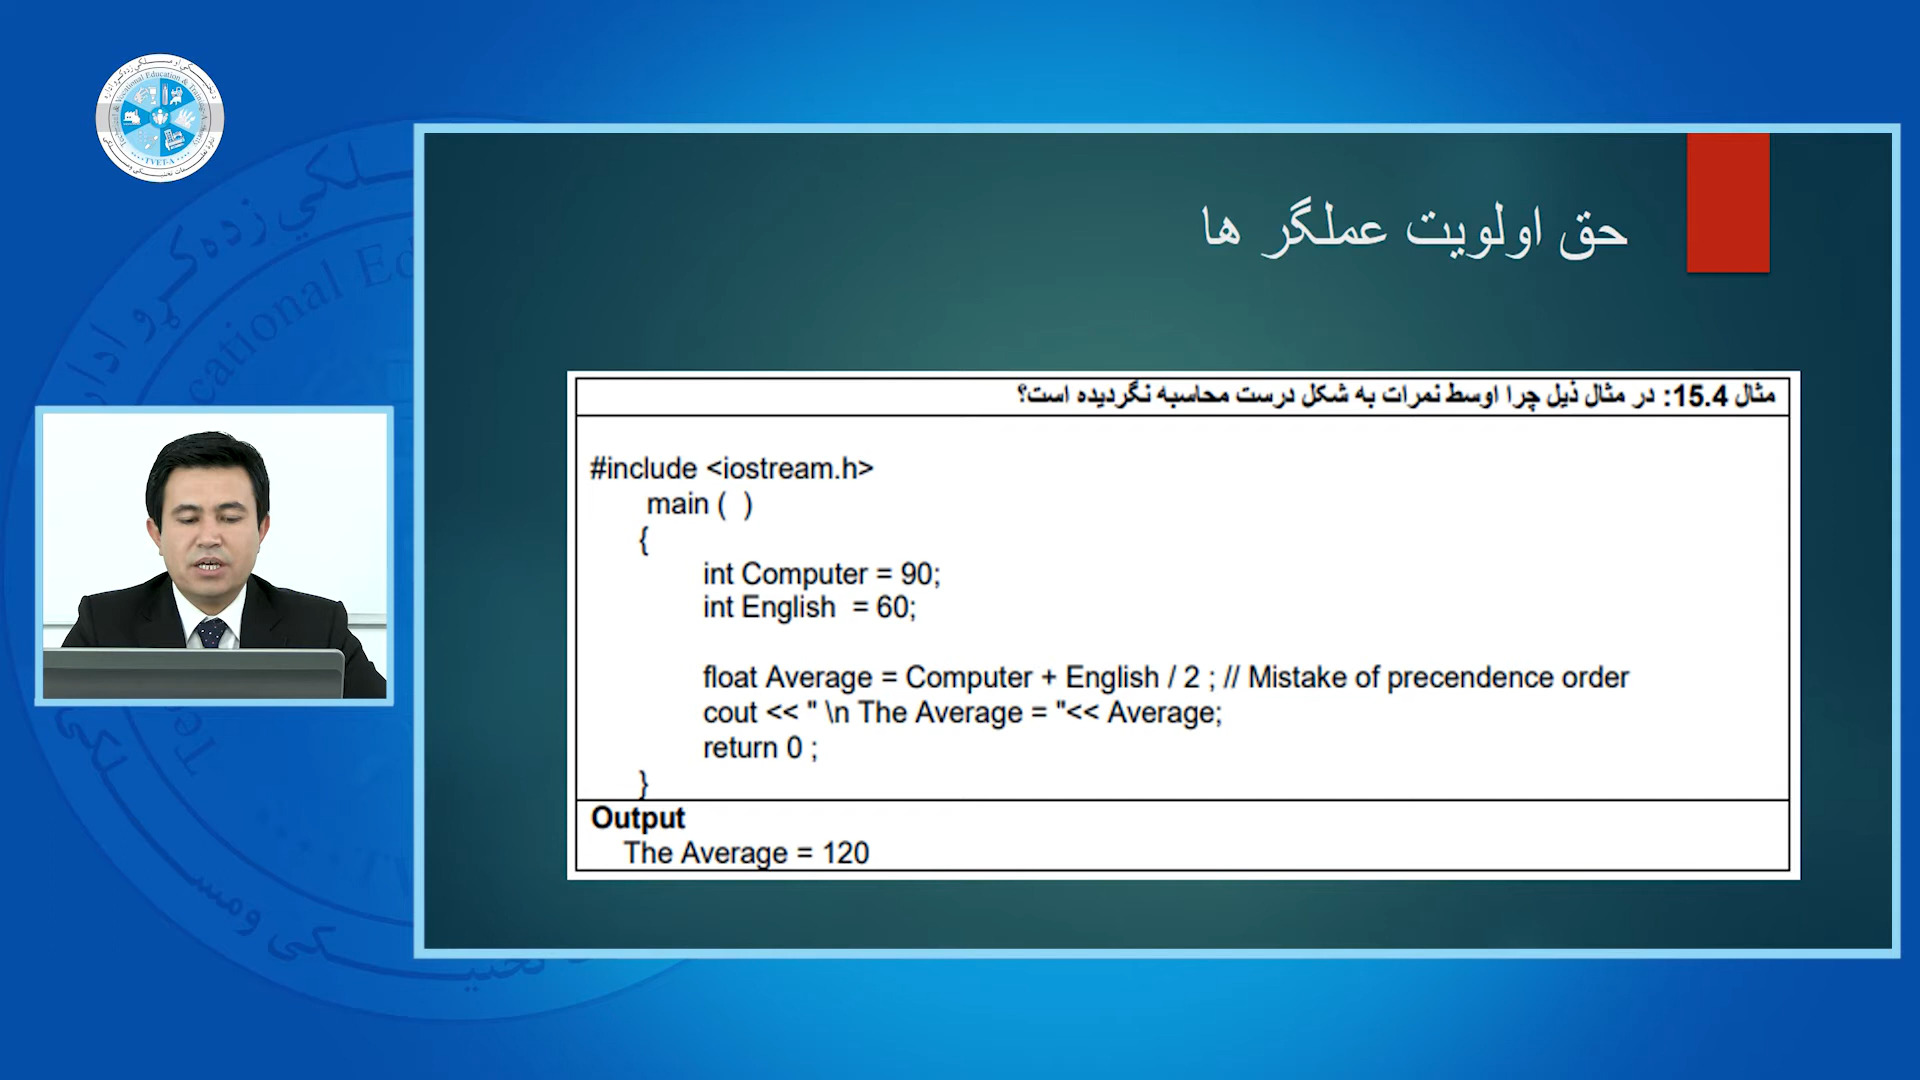 حق اولویت عملگر ها
مثال 15.4: در مثال ذیل چرا اوسط نمرات به شکل درست محاسبه نگردیده است؟
#include <iostream.h>
main ( )
{
int Computer = 90;
int English = 60;
float Average = Computer + English / 2 ; // Mistake of precendence order
cout << " \n The Average = "<< Average;
return 0 ;
}
Output
The Average = 120
TVET-A